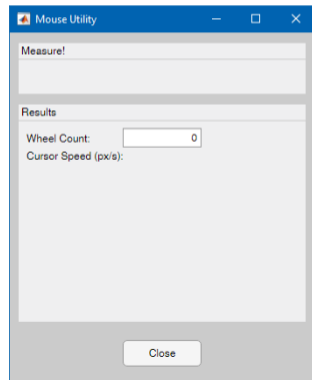 Mouse Utility
Measure!
Results
Wheel Count: 0
Cursor Speed (px/s):
Close